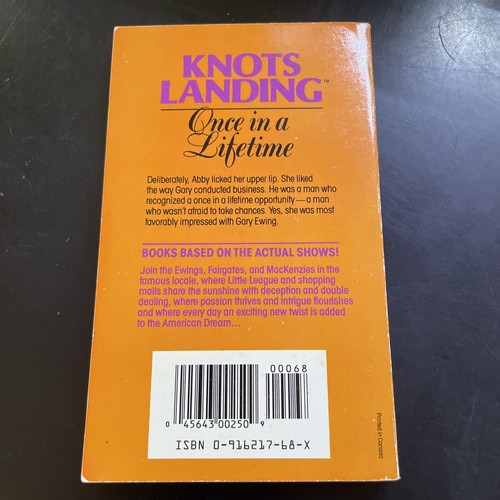 KNOTS
LANDING™
Once in a
Lifetime
Deliberately, Abby licked her upper lip. She liked
the way Gary conducted business. He was a man who
recognized a once in a lifetime opportunity—a man
who wasn't afraid to take chances. Yes, she was most
favorably impressed with Gary Ewing.
BOOKS BASED ON THE ACTUAL SHOWS!
Join the Ewings, Fairgates, and MacKenzies in the
famous locale, where Little League and shopping
malls share the sunshine with deception and double
dealing, where passion thrives and intrigue flourishes
and where every day an exciting new twist is added
to the American Dream...
00068
0 45643 00250 9
ISBN 0-916217-68-X
Printed in Canada